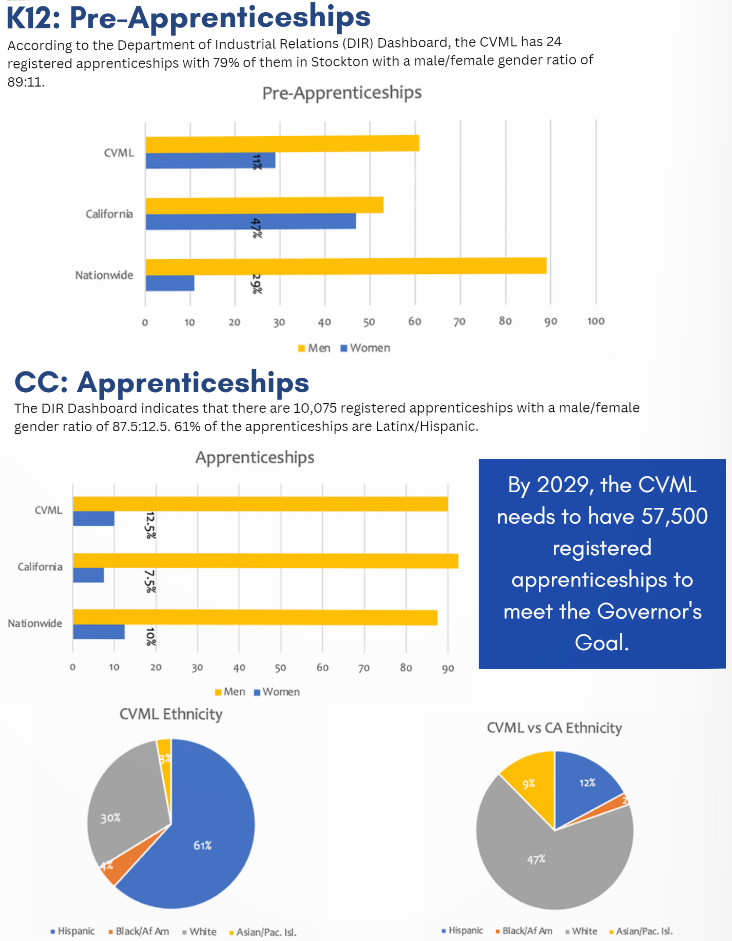 K12: Pre-Apprenticeships
According to the Department of Industrial Relations (DIR) Dashboard, the CVML has 24
registered apprenticeships with 79% of them in Stockton with a male/female gender ratio of
89:11.
Pre-Apprenticeships
CVML
11%
California
47%
Nationwide
29%
0 10 20 30 40 50 60 70 80 90 100
Men Women
CC: Apprenticeships
The DIR Dashboard indicates that there are 10,075 registered apprenticeships with a male/female
gender ratio of 87.5:12.5. 61% of the apprenticeships are Latinx/Hispanic.
Apprenticeships
CVML
12.5%
California
7.5%
Nationwide
10%
0 10 20 30 40 50 60 70 80 90
Men Women
By 2029, the CVML
needs to have 57,500
registered
apprenticeships to
meet the Governor's
Goal.
CVML Ethnicity
3%
30%
61%
4%
Hispanic Black/Af Am White Asian/Pac. Isl.
CVML vs CA Ethnicity
9%
12%
47%
Hispanic Black/Af Am White Asian/Pac. Isl.